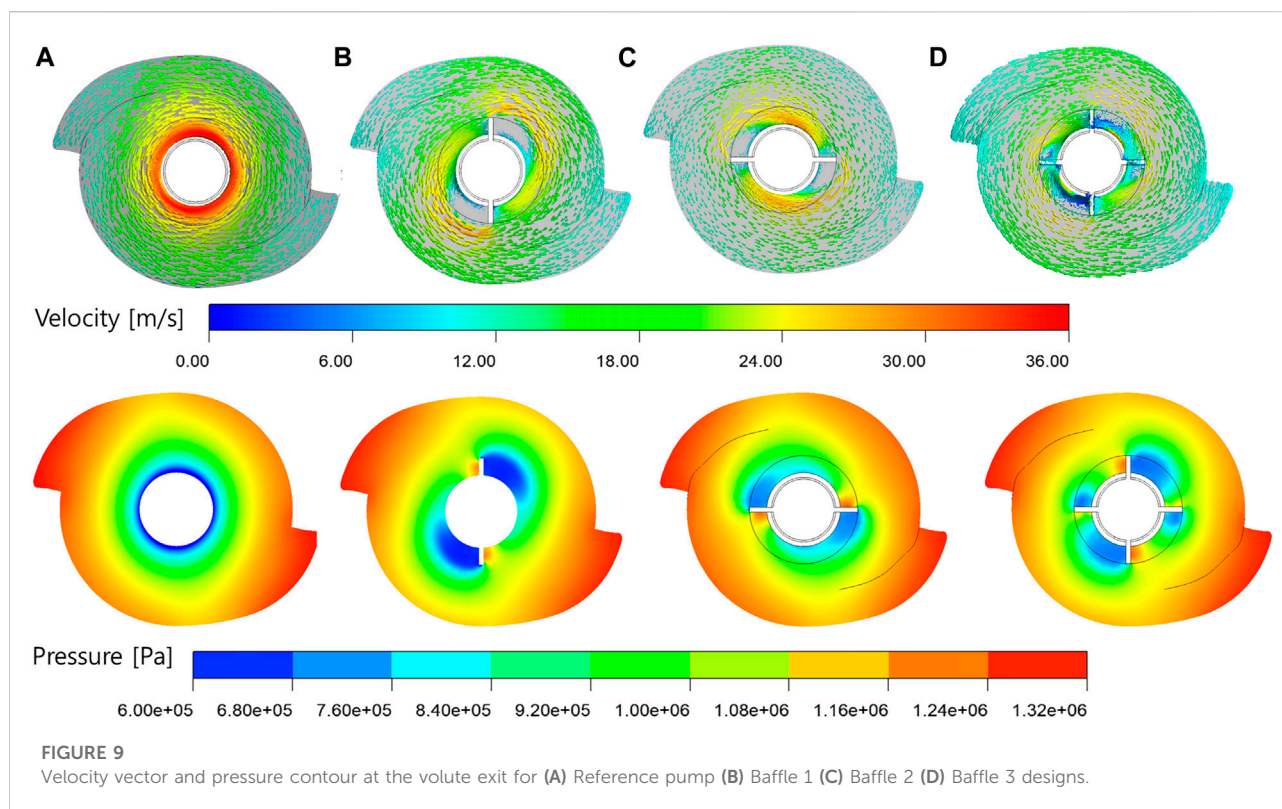 A B C D
Velocity [m/s]
0.00 6.00 12.00 18.00 24.00 30.00 36.00
Pressure [Pa]
6.00e+05 6.80e+05 7.60e+05 8.40e+05 9.20e+05 1.00e+06 1.08e+06 1.16e+06 1.24e+06 1.32e+06
FIGURE 9
Velocity vector and pressure contour at the volute exit for (A) Reference pump (B) Baffle 1 (C) Baffle 2 (D) Baffle 3 designs.